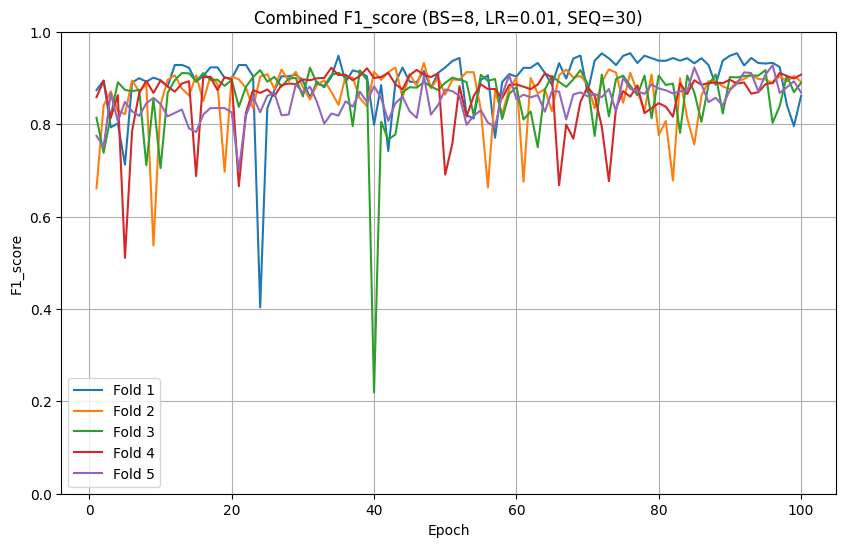 Combined F1_score (BS=8, LR=0.01, SEQ=30)
1.0
0.8
0.6
0.4
0.2
0.0
F1_score
Fold 1
Fold 2
Fold 3
Fold 4
Fold 5
0 20 40 60 80 100
Epoch